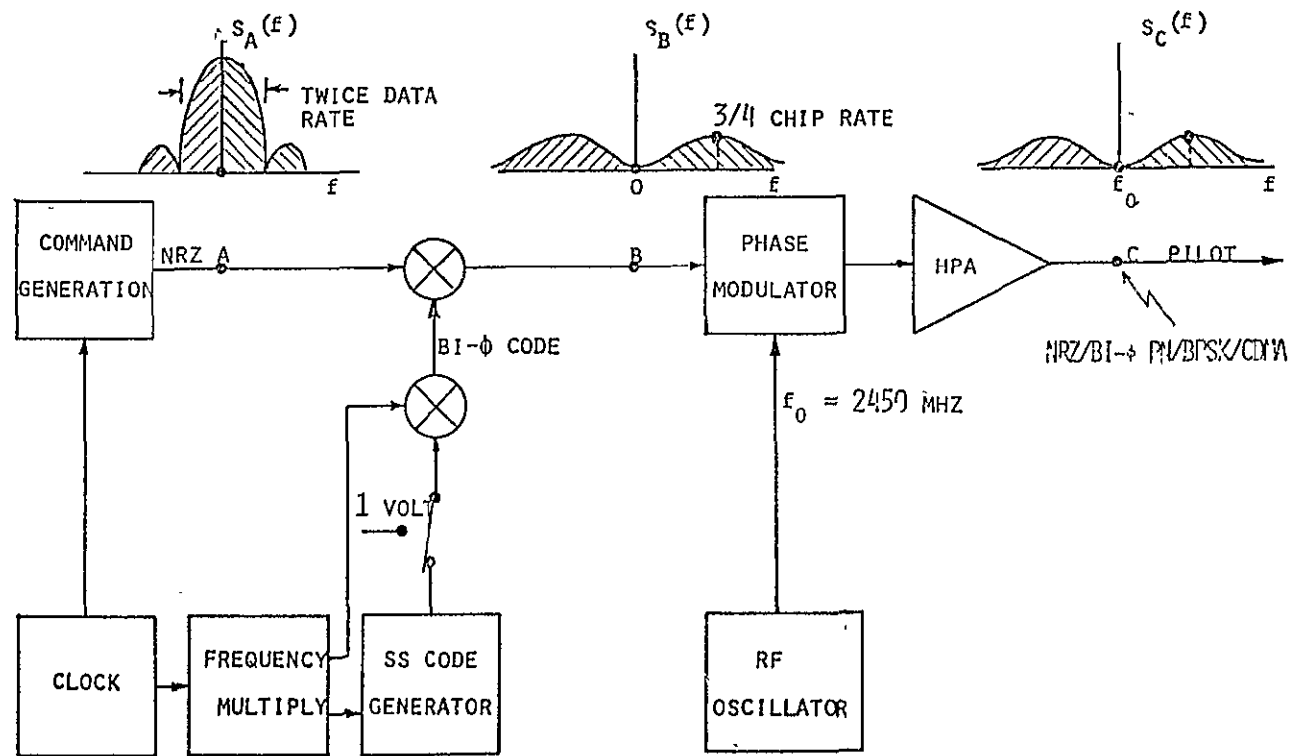 S_A(f)
S_B(f)
S_C(f)
TWICE DATA
RATE
3/4 CHIP RATE
f
0
f
f_0
f
COMMAND
GENERATION
NRZ A
B
PHASE
MODULATOR
HPA
C PILOT
BI-ϕ CODE
NRZ/BI-ϕ PN/BPSK/CDMA
f_0 = 2450 MHZ
1 VOLT
CLOCK
FREQUENCY
MULTIPLY
SS CODE
GENERATOR
RF
OSCILLATOR